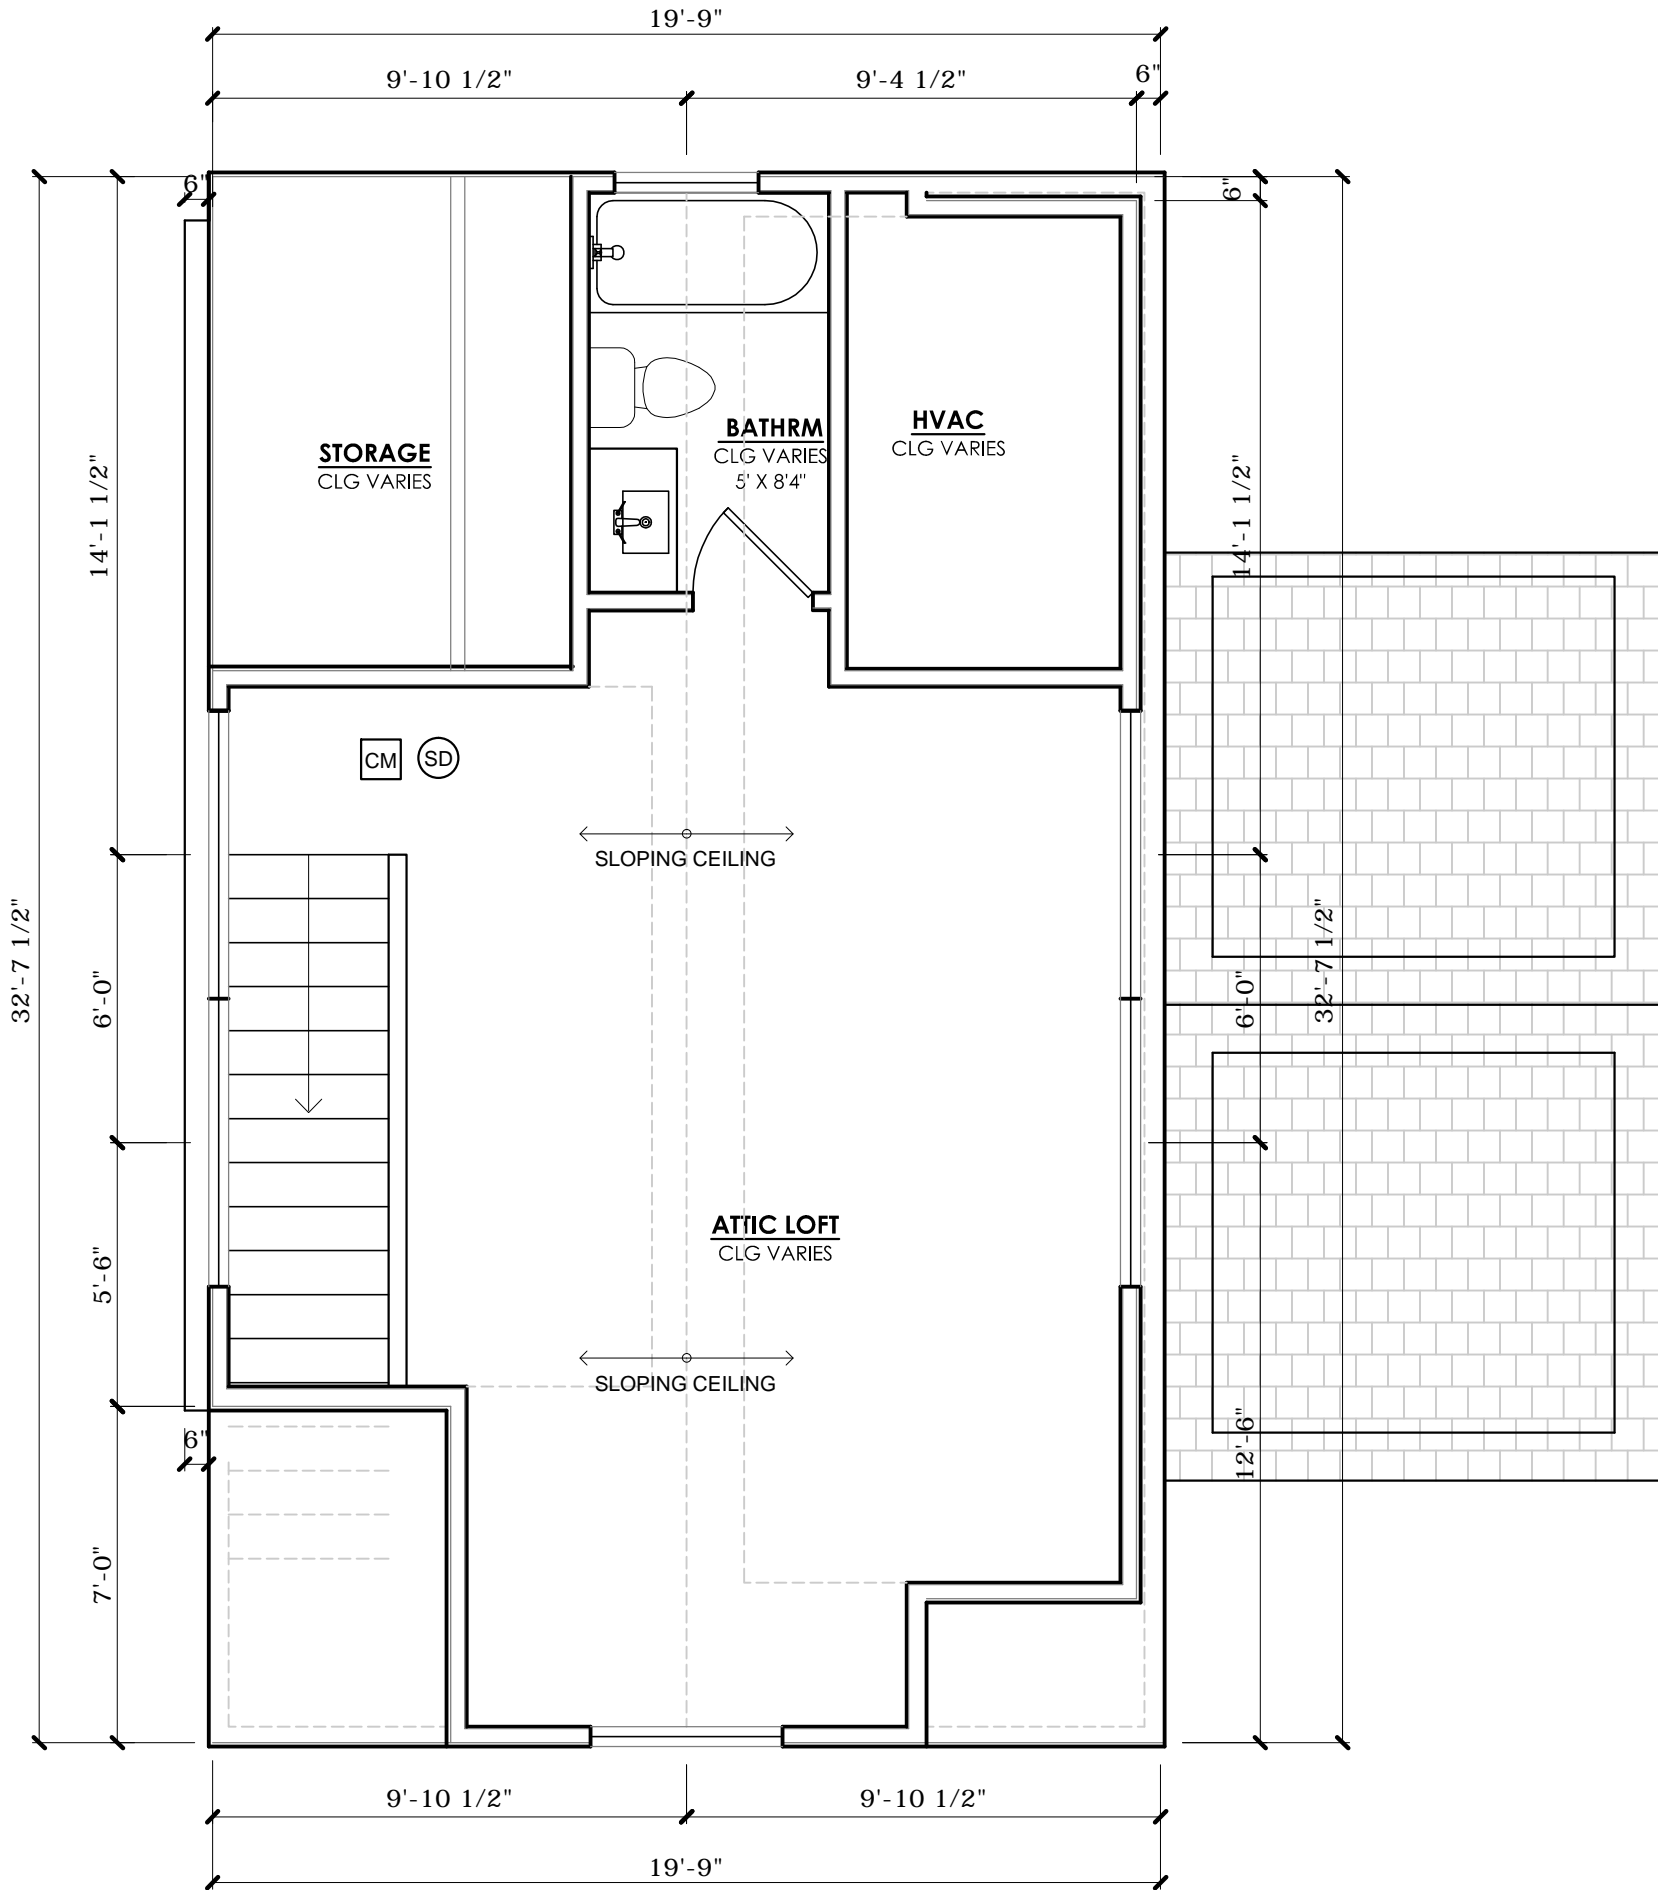 19'-9"
9'-10 1/2"
9'-4 1/2"
6"
6"
6"
BATHRM
CLG VARIES
5' X 8'4"
HVAC
CLG VARIES
STORAGE
CLG VARIES
14'-1 1/2"
14'-1 1/2"
CM
SD
SLOPING CEILING
32'-7 1/2"
6'-0"
6'-0"
32'-7 1/2"
ATTIC LOFT
CLG VARIES
5'-6"
SLOPING CEILING
6"
12'-6"
7'-0"
9'-10 1/2"
9'-10 1/2"
19'-9"